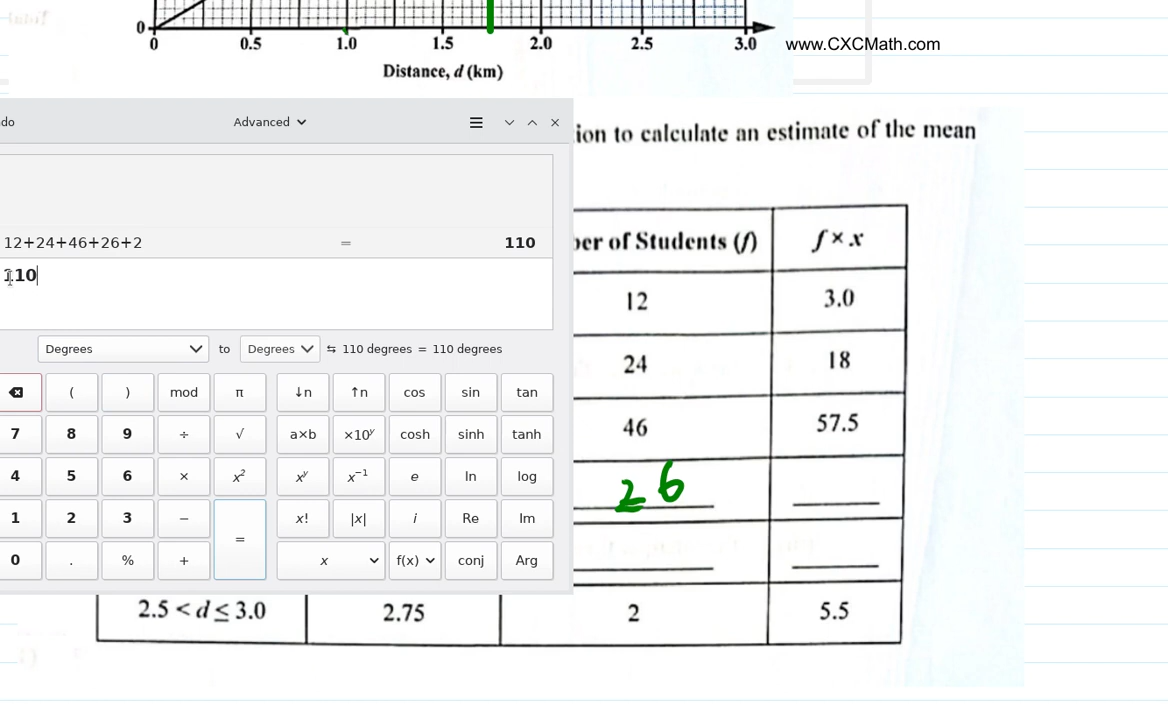 0
0 0.5 1.0 1.5 2.0 2.5 3.0
www.CXCMath.com
Distance, d (km)
Advanced
ion to calculate an estimate of the mean
12+24+46+26+2 = 110
110
Degrees to Degrees ⇆ 110 degrees = 110 degrees
( ) mod π ↓n ↑n cos sin tan
7 8 9 ÷ √ a×b ×10ʸ cosh sinh tanh
4 5 6 × x² xʸ x⁻¹ e ln log
1 2 3 − = x! |x| i Re Im
0 . % + x f(x) conj Arg
er of Students (f) f × x
12 3.0
24 18
46 57.5
26
2.5 < d ≤ 3.0 2.75 2 5.5